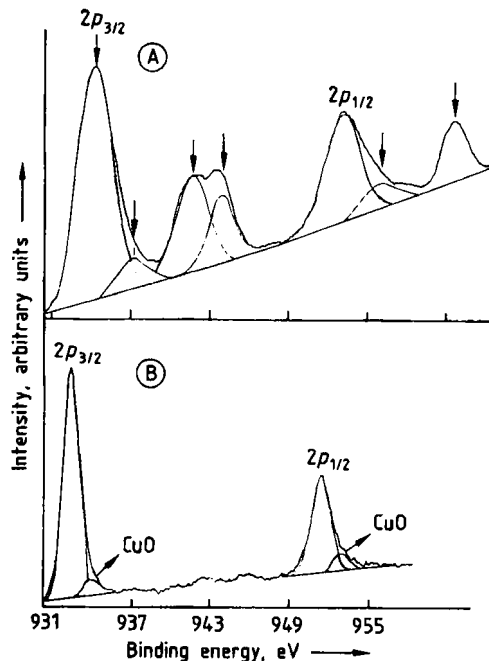 2p3/2
A
2p1/2
Intensity, arbitrary units
2p3/2
B
2p1/2
CuO
CuO
931 937 943 949 955
Binding energy, eV